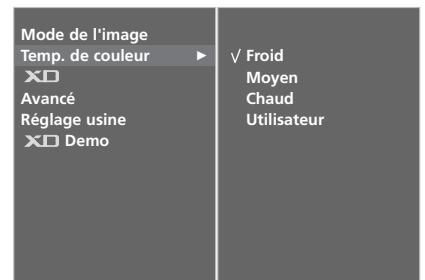 Mode de l'image
Temp. de couleur ►
XD
Avancé
Réglage usine
XD Demo
√ Froid
Moyen
Chaud
Utilisateur